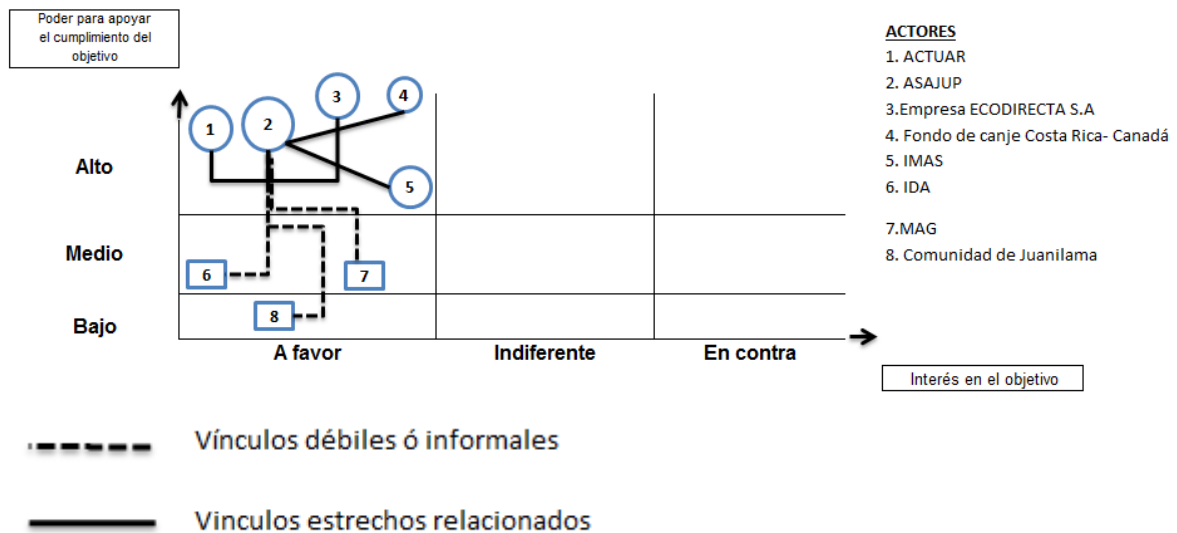 Poder para apoyar
el cumplimiento del
objetivo
ACTORES
1. ACTUAR
2. ASAJUP
3.Empresa ECODIRECTA S.A
4. Fondo de canje Costa Rica- Canadá
5. IMAS
6. IDA
7.MAG
8. Comunidad de Juanilama
1
2
3
4
5
Alto
Medio
6
7
Bajo
8
A favor
Indiferente
En contra
Interés en el objetivo
Vínculos débiles ó informales
Vinculos estrechos relacionados